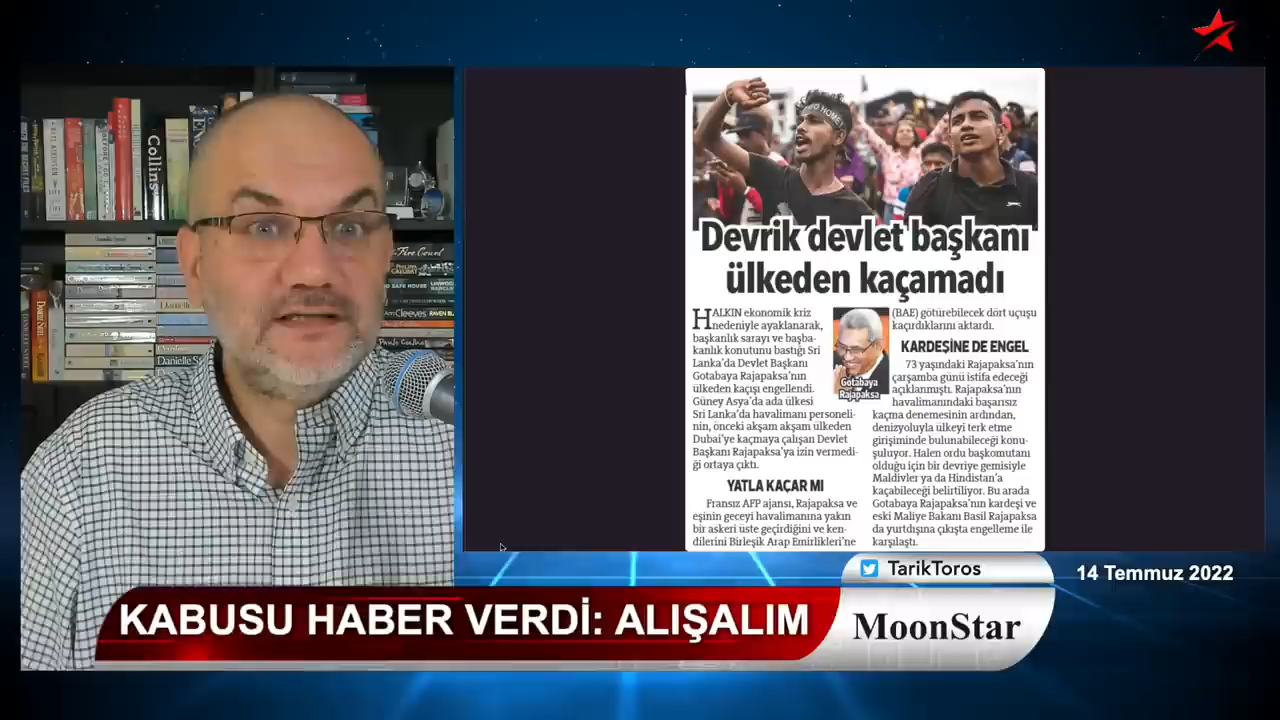 Collins
DANIELLE STEEL
Danielle St
GO HOME
Devrik devlet başkanı
ülkeden kaçamadı
HALKIN ekonomik kriz
nedeniyle ayaklanarak,
başkanlık sarayı ve başba-
kanlık konutunu bastığı Sri
Lanka'da Devlet Başkanı
Gotabaya Rajapaksa'nın
ülkeden kaçışı engellendi.
Güney Asya'da ada ülkesi
Sri Lanka'da havalimanı personeli-
nin, önceki akşam akşam ülkeden
Dubai'ye kaçmaya çalışan Devlet
Başkanı Rajapaksa'ya izin vermedi-
ği ortaya çıktı.
YATLA KAÇAR MI
Fransız AFP ajansı, Rajapaksa ve
eşinin geceyi havalimanına yakın
bir askeri üste geçirdiğini ve ken-
dilerini Birleşik Arap Emirlikleri'ne
Gotabaya
Rajapaksa
(BAE) götürebilecek dört uçuşu
kaçırdıklarını aktardı.
KARDEŞİNE DE ENGEL
73 yaşındaki Rajapaksa'nın
çarşamba günü istifa edeceği
açıklanmıştı. Rajapaksa'nın
havalimanındaki başarısız
kaçma denemesinin ardından,
denizyoluyla ülkeyi terk etme
girişiminde bulunabileceği konu-
şuluyor. Halen ordu başkomutanı
olduğu için bir devriye gemisiyle
Maldivler ya da Hindistan'a
kaçabileceği belirtiliyor. Bu arada
Gotabaya Rajapaksa'nın kardeşi ve
eski Maliye Bakanı Basil Rajapaksa
da yurtdışına çıkışta engelleme ile
karşılaştı.
TarikToros
14 Temmuz 2022
KABUSU HABER VERDİ: ALIŞALIM
MoonStar